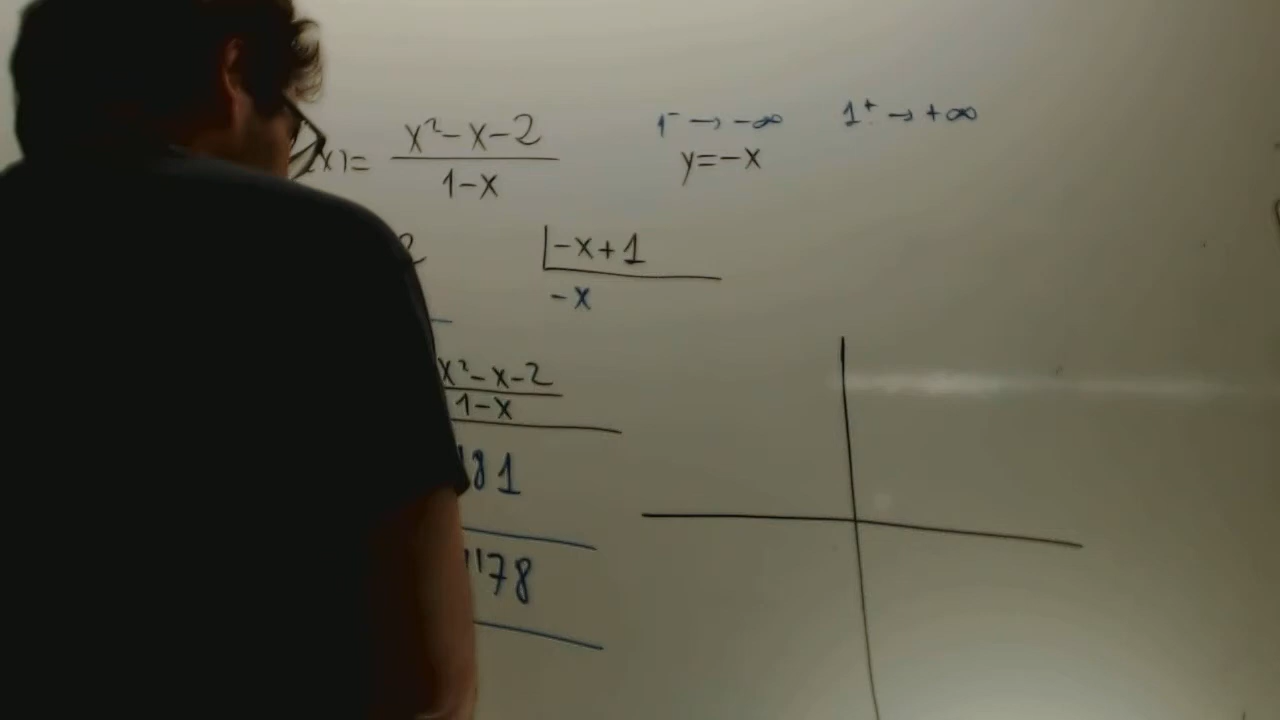 x)= x²-x-2 / 1-x
1⁻ → -∞ 1⁺ → +∞
y=-x
2 |-x+1
-x
x²-x-2 / 1-x
81
78